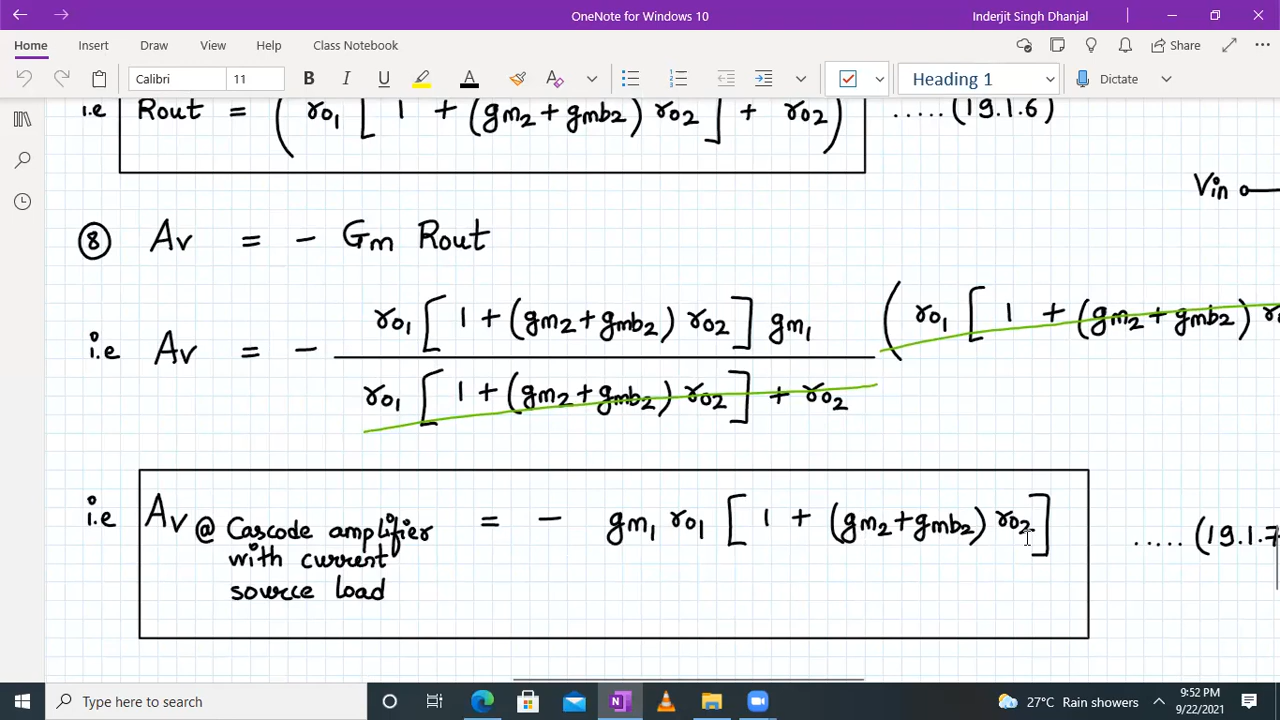 OneNote for Windows 10
Inderjit Singh Dhanjal
Home Insert Draw View Help Class Notebook Share
Calibri 11 B I U A Heading 1 Dictate
i.e Rout = ( ro1 [ 1 + (gm2+gmb2) ro2 ] + ro2 ) .....(19.1.6)
Vin
⑧ Av = - Gm Rout
ro1 [ 1 + (gm2+gmb2) ro2 ] gm1 ( ro1 [ 1 + (gm2+gmb2)
i.e Av = -
ro1 [ 1 + (gm2+gmb2) ro2 ] + ro2
i.e Av @ Cascode amplifier = - gm1 ro1 [ 1 + (gm2+gmb2) ro2 ] .....(19.1.7
with current
source load
Type here to search
27°C Rain showers
9:52 PM
9/22/2021